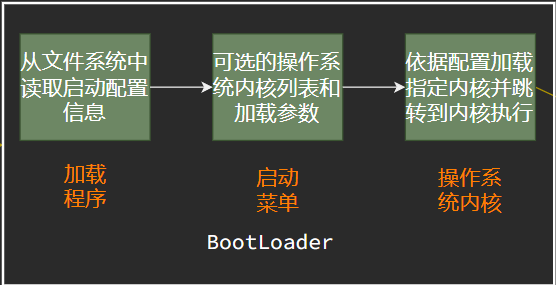 从文件系统中
读取启动配置
信息
可选的操作系
统内核列表和
加载参数
依据配置加载
指定内核并跳
转到内核执行
加载
程序
启动
菜单
操作系
统内核
BootLoader